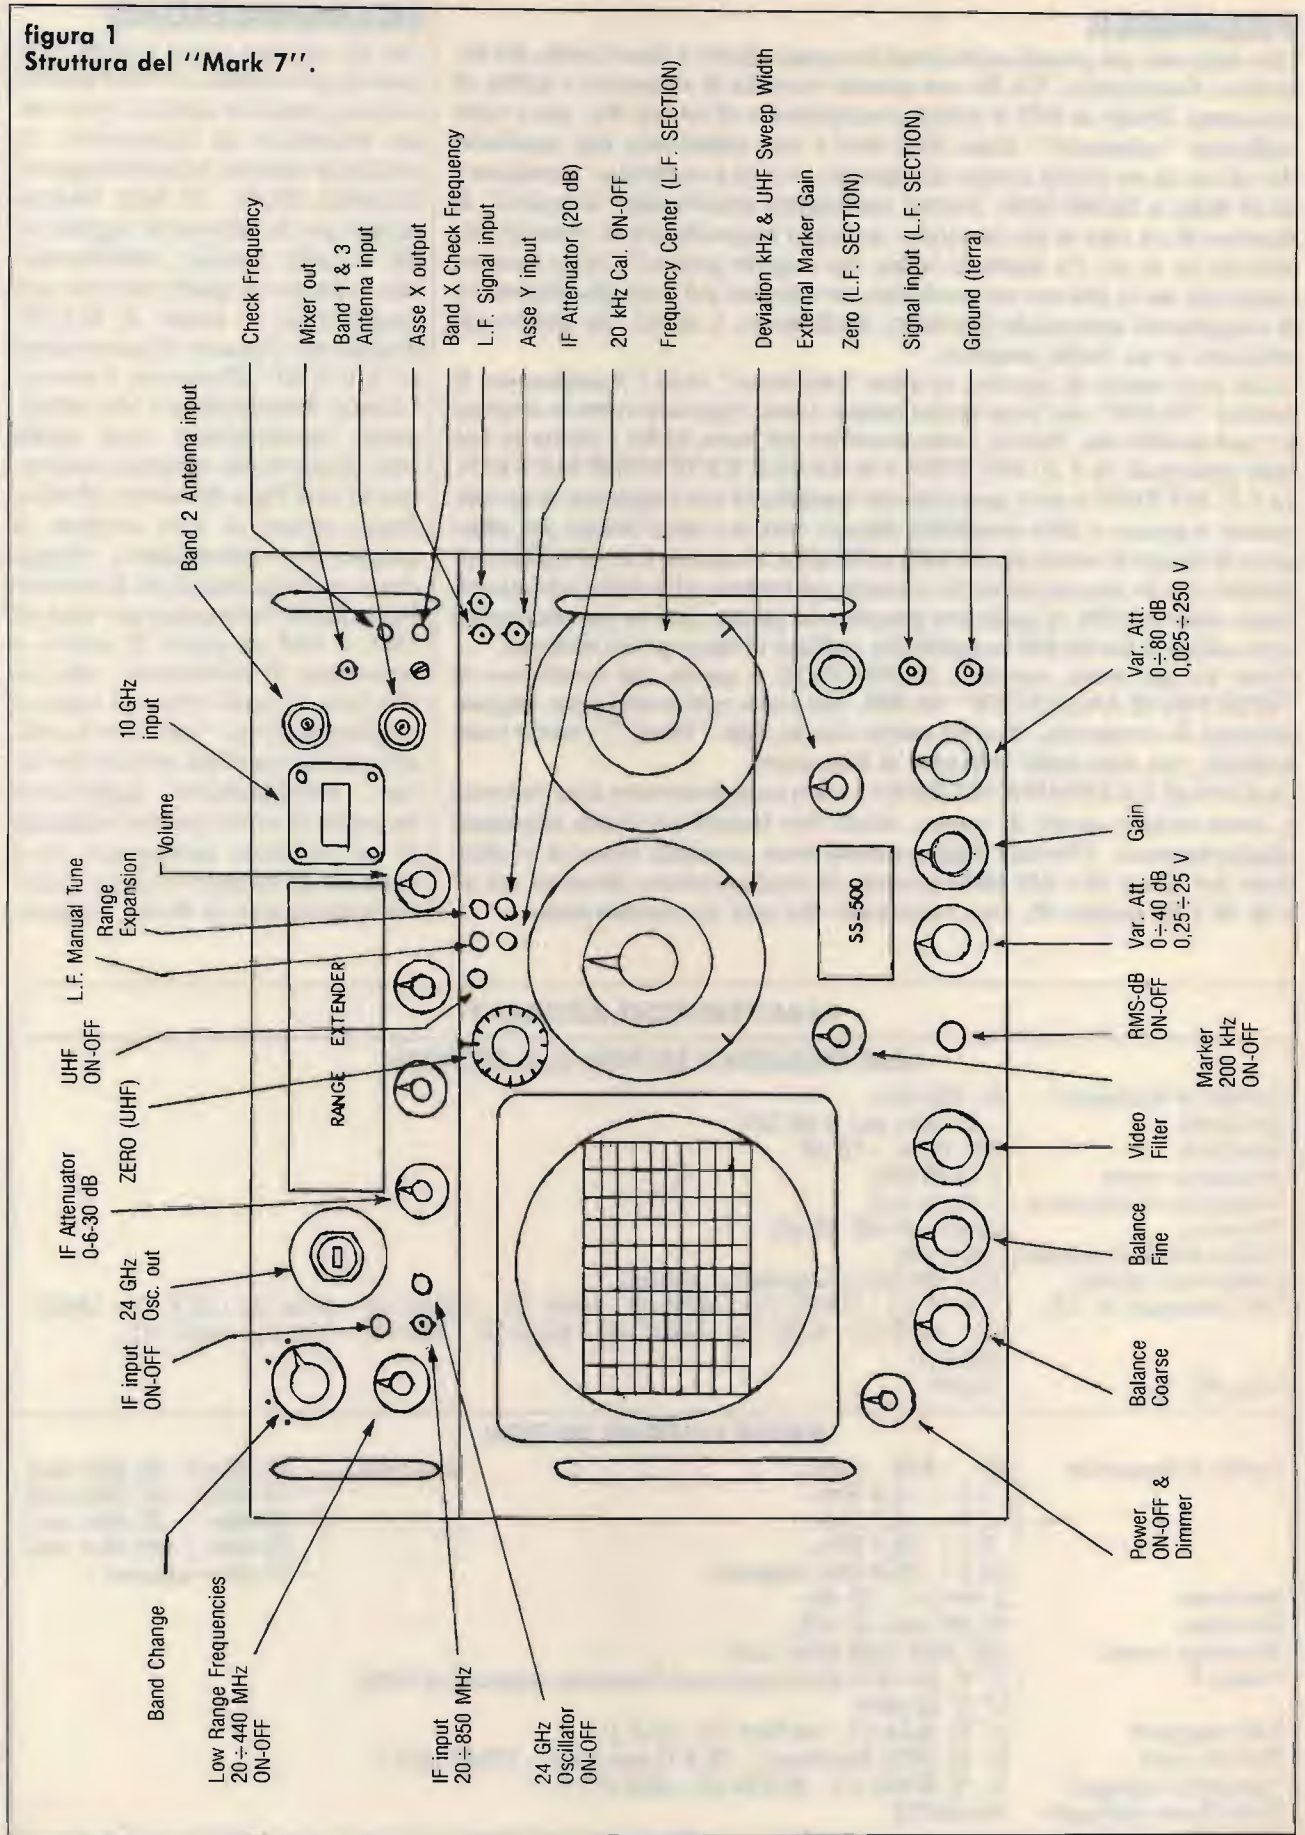 figura 1
Struttura del ''Mark 7''.
Band Change
Low Range Frequencies
20÷440 MHz
ON-OFF
IF input
20÷850 MHz
24 GHz
Oscillator
ON-OFF
IF input
ON-OFF
24 GHz
Osc. out
IF Attenuator
0-6-30 dB
ZERO (UHF)
UHF
ON-OFF
L.F. Manual Tune
Range
Expansion
Volume
10 GHz
input
Band 2 Antenna input
Check Frequency
Mixer out
Band 1 & 3
Antenna input
Asse X output
Band X Check Frequency
L.F. Signal input
Asse Y input
IF Attenuator (20 dB)
20 kHz Cal. ON-OFF
Frequency Center (L.F. SECTION)
Deviation kHz & UHF Sweep Width
External Marker Gain
Zero (L.F. SECTION)
Signal input (L.F. SECTION)
Ground (terra)
RANGE EXTENDER
SS-500
Power
ON-OFF &
Dimmer
Balance
Coarse
Balance
Fine
Video
Filter
Marker
200 kHz
ON-OFF
RMS-dB
ON-OFF
Var. Att.
0÷40 dB
0,25÷25 V
Gain
Var. Att.
0÷80 dB
0,025÷250 V